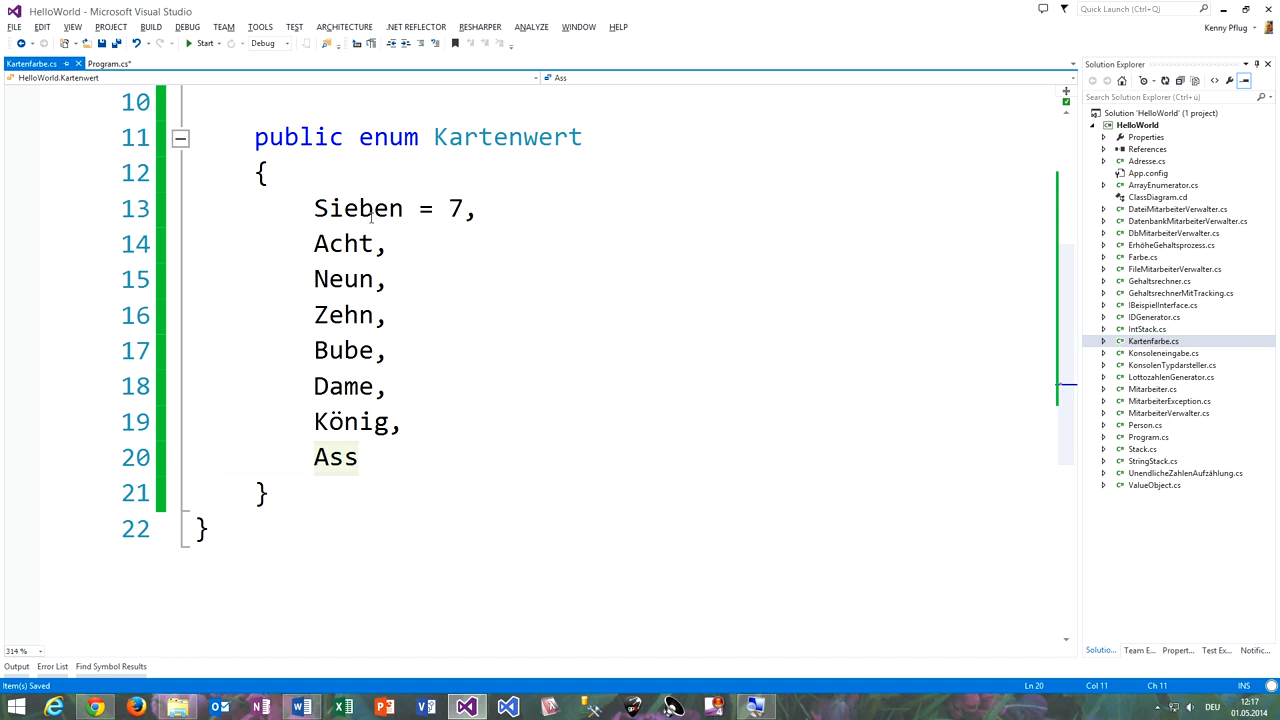 HelloWorld - Microsoft Visual Studio
Quick Launch (Ctrl+Q)
FILE EDIT VIEW PROJECT BUILD DEBUG TEAM TOOLS TEST ARCHITECTURE .NET REFLECTOR RESHARPER ANALYZE WINDOW HELP
Kenny Pflug
Start Debug
Kartenfarbe.cs Program.cs*
HelloWorld.Kartenwert Ass
10
11 public enum Kartenwert
12 {
13 Sieben = 7,
14 Acht,
15 Neun,
16 Zehn,
17 Bube,
18 Dame,
19 König,
20 Ass
21 }
22 }
314 %
Solution Explorer
Search Solution Explorer (Ctrl+ü)
Solution 'HelloWorld' (1 project)
HelloWorld
Properties
References
Adresse.cs
App.config
ArrayEnumerator.cs
ClassDiagram.cd
DateiMitarbeiterVerwalter.cs
DatenbankMitarbeiterVerwalter.cs
DbMitarbeiterVerwalter.cs
ErhöheGehaltsprozess.cs
Farbe.cs
FileMitarbeiterVerwalter.cs
Gehaltsrechner.cs
GehaltsrechnerMitTracking.cs
IBeispielInterface.cs
IDGenerator.cs
IntStack.cs
Kartenfarbe.cs
Konsoleneingabe.cs
KonsolenTypdarsteller.cs
LottozahlenGenerator.cs
Mitarbeiter.cs
MitarbeiterException.cs
MitarbeiterVerwalter.cs
Person.cs
Program.cs
Stack.cs
StringStack.cs
UnendlicheZahlenAufzählung.cs
ValueObject.cs
Solutio... Team E... Propert... Test Ex... Notific...
Output Error List Find Symbol Results
Item(s) Saved Ln 20 Col 11 Ch 11 INS
DEU 12:17
01.05.2014